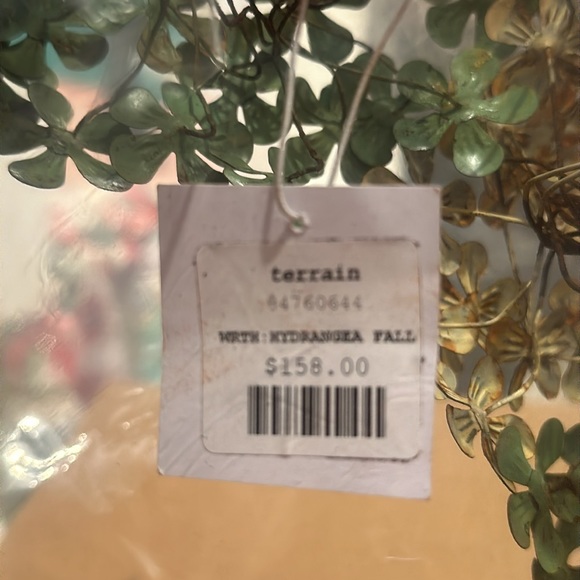 terrain
84760644
WRTH:HYDRANGEA FALL
$158.00